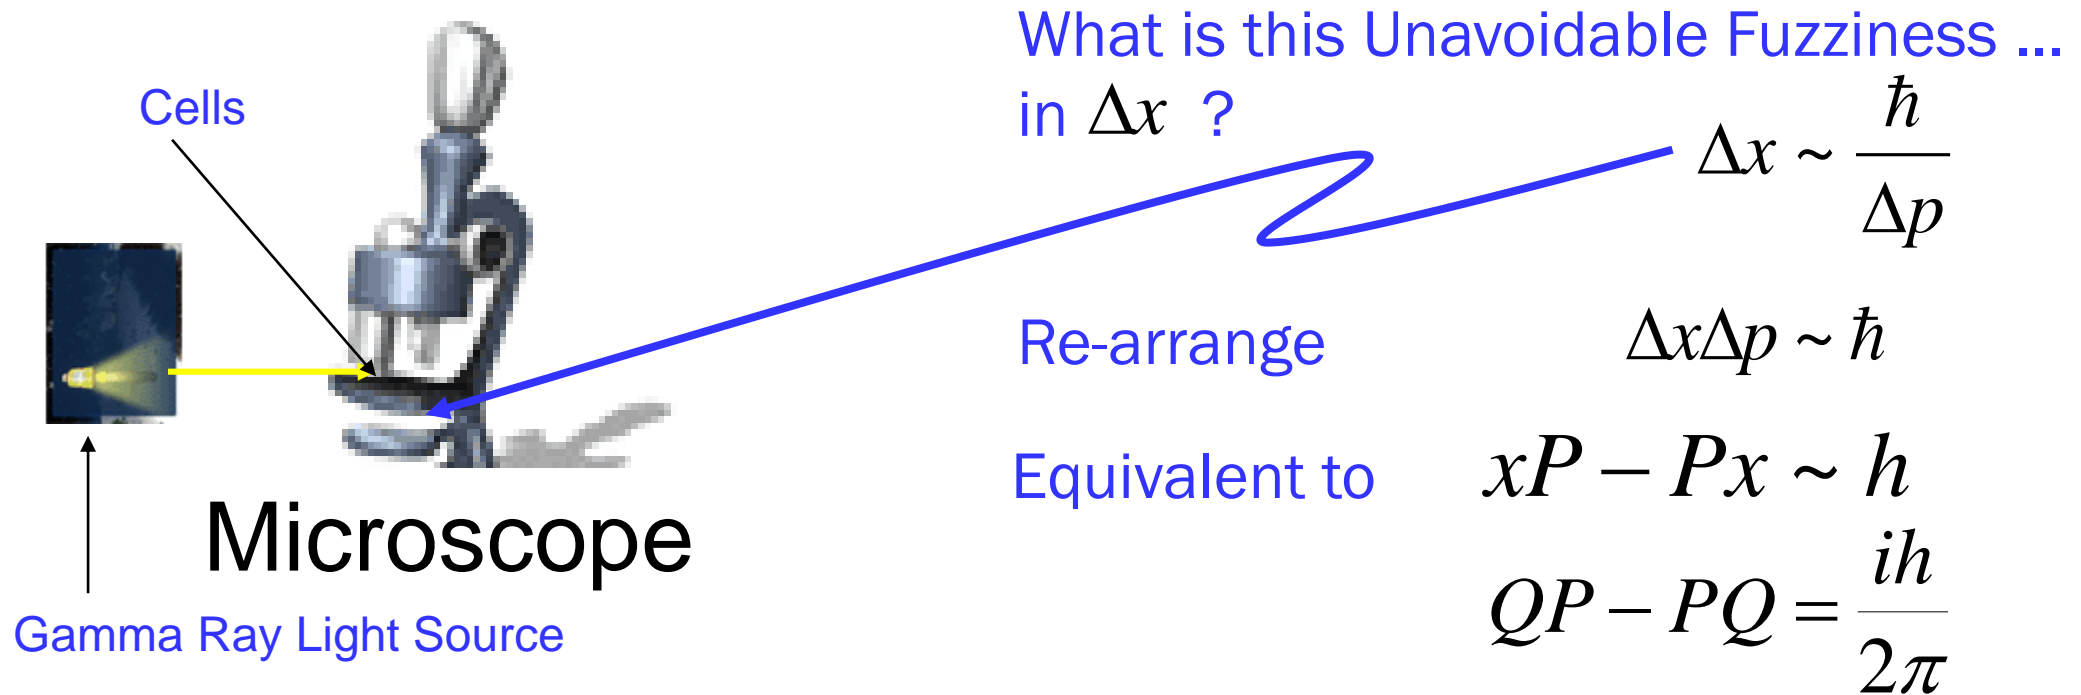 Cells
Microscope
Gamma Ray Light Source
What is this Unavoidable Fuzziness ...
in Δx ?
Δx ~ ħ / Δp
Re-arrange ΔxΔp ~ ħ
Equivalent to xP − Px ~ h
QP − PQ = ih / 2π